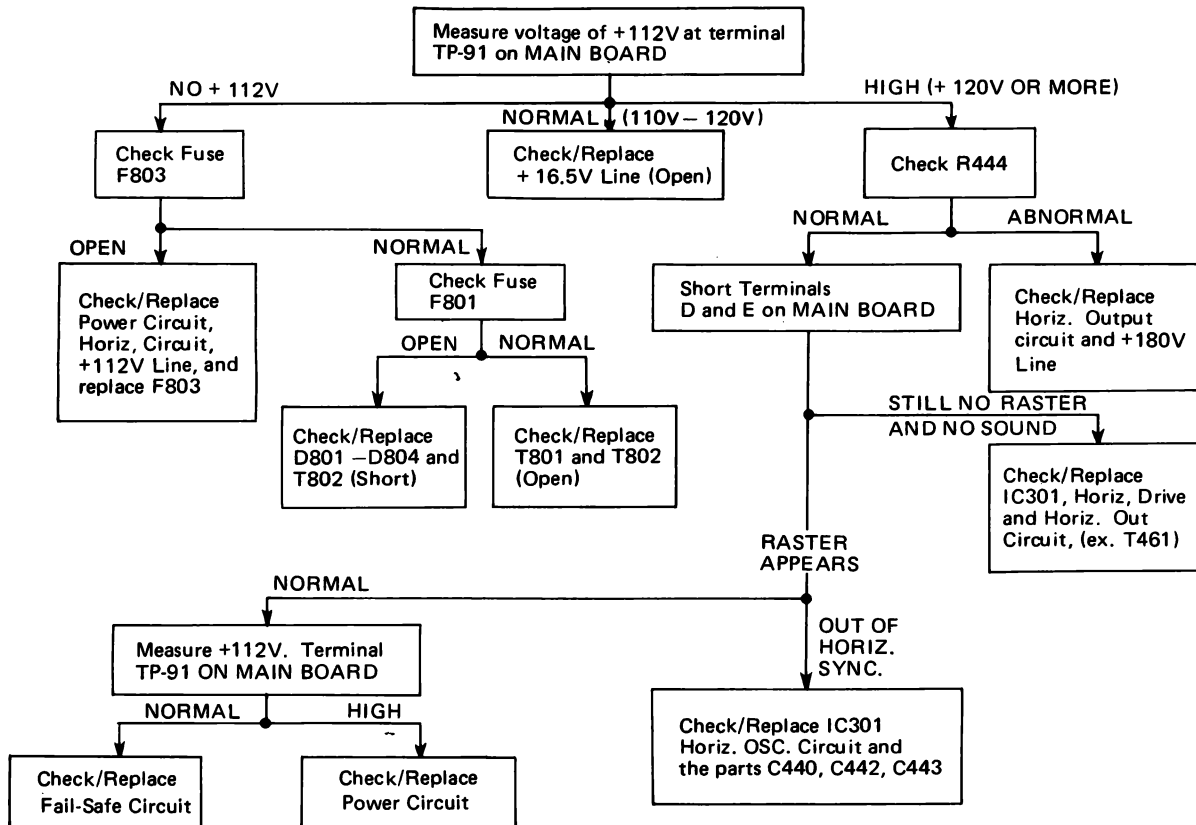 Measure voltage of +112V at terminal
TP-91 on MAIN BOARD
NO + 112V
NORMAL (110V – 120V)
HIGH (+ 120V OR MORE)
Check Fuse
F803
Check/Replace
+ 16.5V Line (Open)
Check R444
OPEN
NORMAL
NORMAL
ABNORMAL
Check/Replace
Power Circuit,
Horiz, Circuit,
+112V Line, and
replace F803
Check Fuse
F801
Short Terminals
D and E on MAIN BOARD
Check/Replace
Horiz. Output
circuit and +180V
Line
OPEN
NORMAL
Check/Replace
D801 –D804 and
T802 (Short)
Check/Replace
T801 and T802
(Open)
STILL NO RASTER
AND NO SOUND
Check/Replace
IC301, Horiz, Drive
and Horiz. Out
Circuit, (ex. T461)
RASTER
APPEARS
NORMAL
OUT OF
HORIZ.
SYNC.
Measure +112V. Terminal
TP-91 ON MAIN BOARD
NORMAL
HIGH
Check/Replace
Fail-Safe Circuit
Check/Replace
Power Circuit
Check/Replace IC301
Horiz. OSC. Circuit and
the parts C440, C442, C443